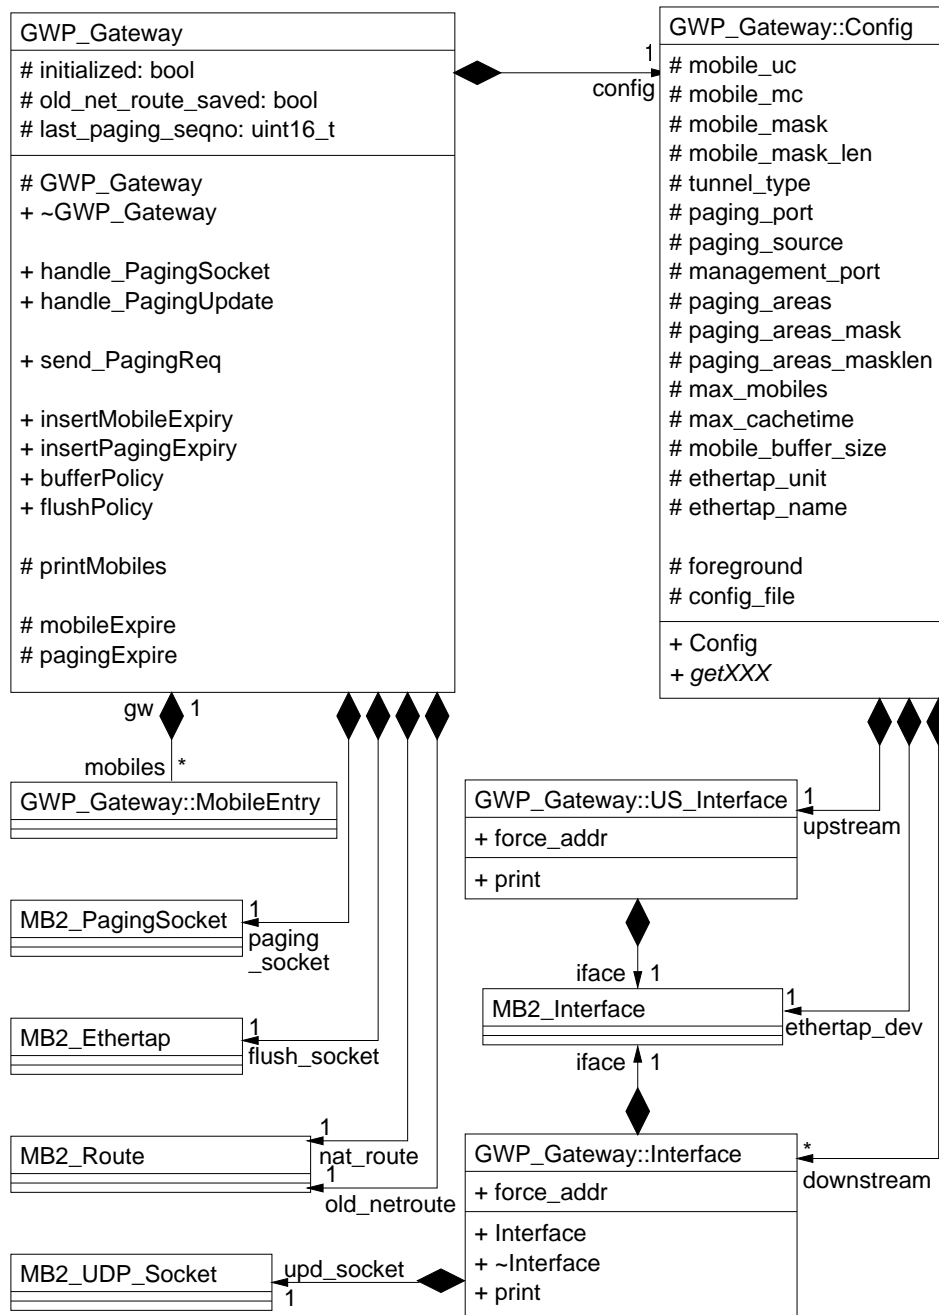 GWP_Gateway
# initialized: bool
# old_net_route_saved: bool
# last_paging_seqno: uint16_t
# GWP_Gateway
+ ~GWP_Gateway
+ handle_PagingSocket
+ handle_PagingUpdate
+ send_PagingReq
+ insertMobileExpiry
+ insertPagingExpiry
+ bufferPolicy
+ flushPolicy
# printMobiles
# mobileExpire
# pagingExpire
1
config
GWP_Gateway::Config
# mobile_uc
# mobile_mc
# mobile_mask
# mobile_mask_len
# tunnel_type
# paging_port
# paging_source
# management_port
# paging_areas
# paging_areas_mask
# paging_areas_masklen
# max_mobiles
# max_cachetime
# mobile_buffer_size
# ethertap_unit
# ethertap_name
# foreground
# config_file
+ Config
+ getXXX
gw 1
mobiles *
GWP_Gateway::MobileEntry
MB2_PagingSocket
1
paging
_socket
MB2_Ethertap
1
flush_socket
MB2_Route
1
nat_route
1
old_netroute
MB2_UDP_Socket
upd_socket
1
GWP_Gateway::US_Interface
+ force_addr
+ print
1
upstream
iface 1
MB2_Interface
1
ethertap_dev
iface 1
GWP_Gateway::Interface
+ force_addr
+ Interface
+ ~Interface
+ print
*
downstream